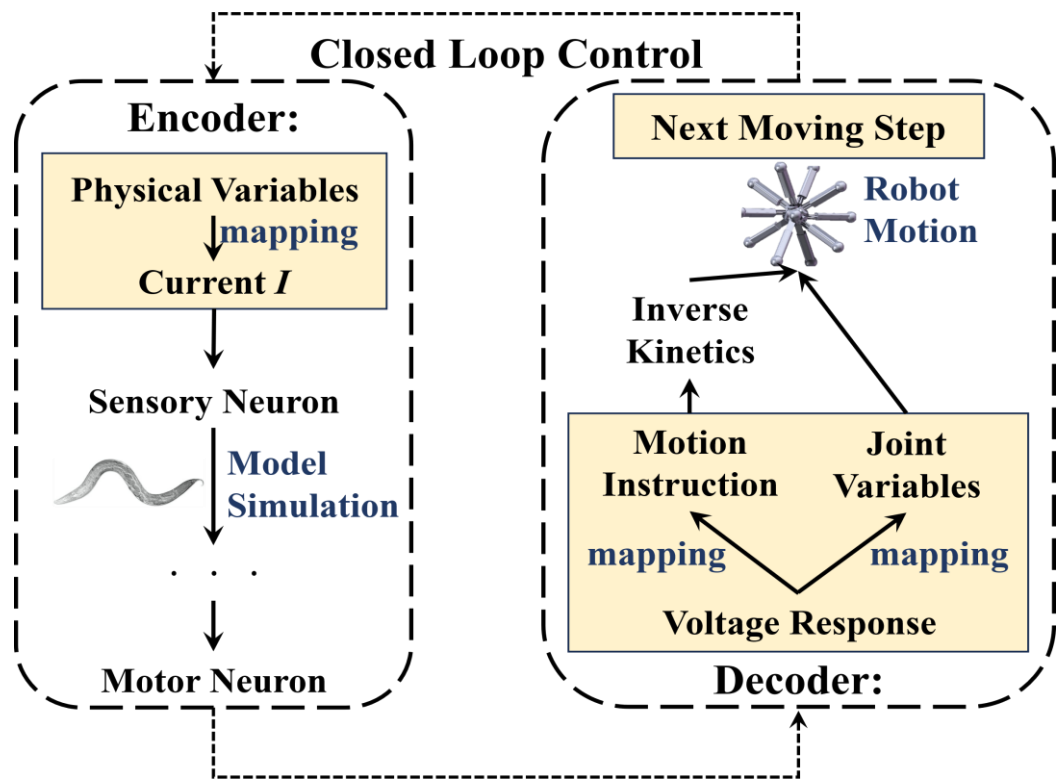 Closed Loop Control
Encoder:
Physical Variables
mapping
Current I
Sensory Neuron
Model
Simulation
. . .
Motor Neuron
Next Moving Step
Robot
Motion
Inverse
Kinetics
Motion
Instruction
Joint
Variables
mapping
mapping
Voltage Response
Decoder: